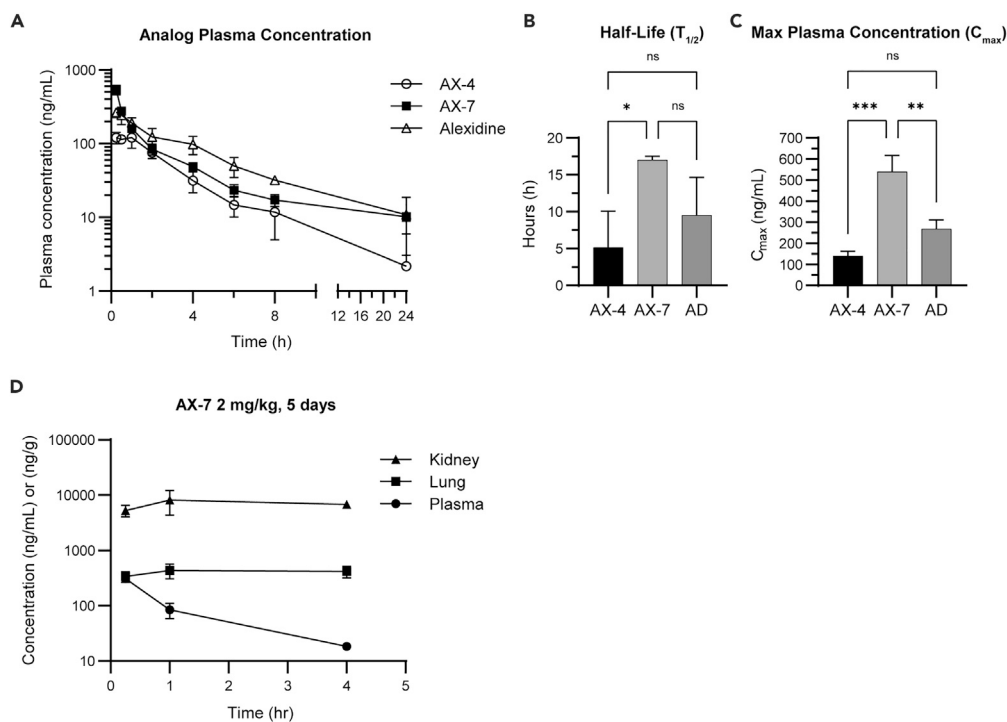 A
Analog Plasma Concentration
Plasma concentration (ng/mL)
1000
100
10
1
0
4
8
12 16 20 24
Time (h)
AX-4
AX-7
Alexidine
B
Half-Life (T1/2)
ns
*
ns
Hours (h)
20
15
10
5
0
AX-4 AX-7 AD
C
Max Plasma Concentration (Cmax)
ns
***
**
Cmax (ng/mL)
700
600
500
400
300
200
100
0
AX-4 AX-7 AD
D
AX-7 2 mg/kg, 5 days
Concentration (ng/mL) or (ng/g)
100000
10000
1000
100
10
0 1 2 3 4 5
Time (hr)
Kidney
Lung
Plasma